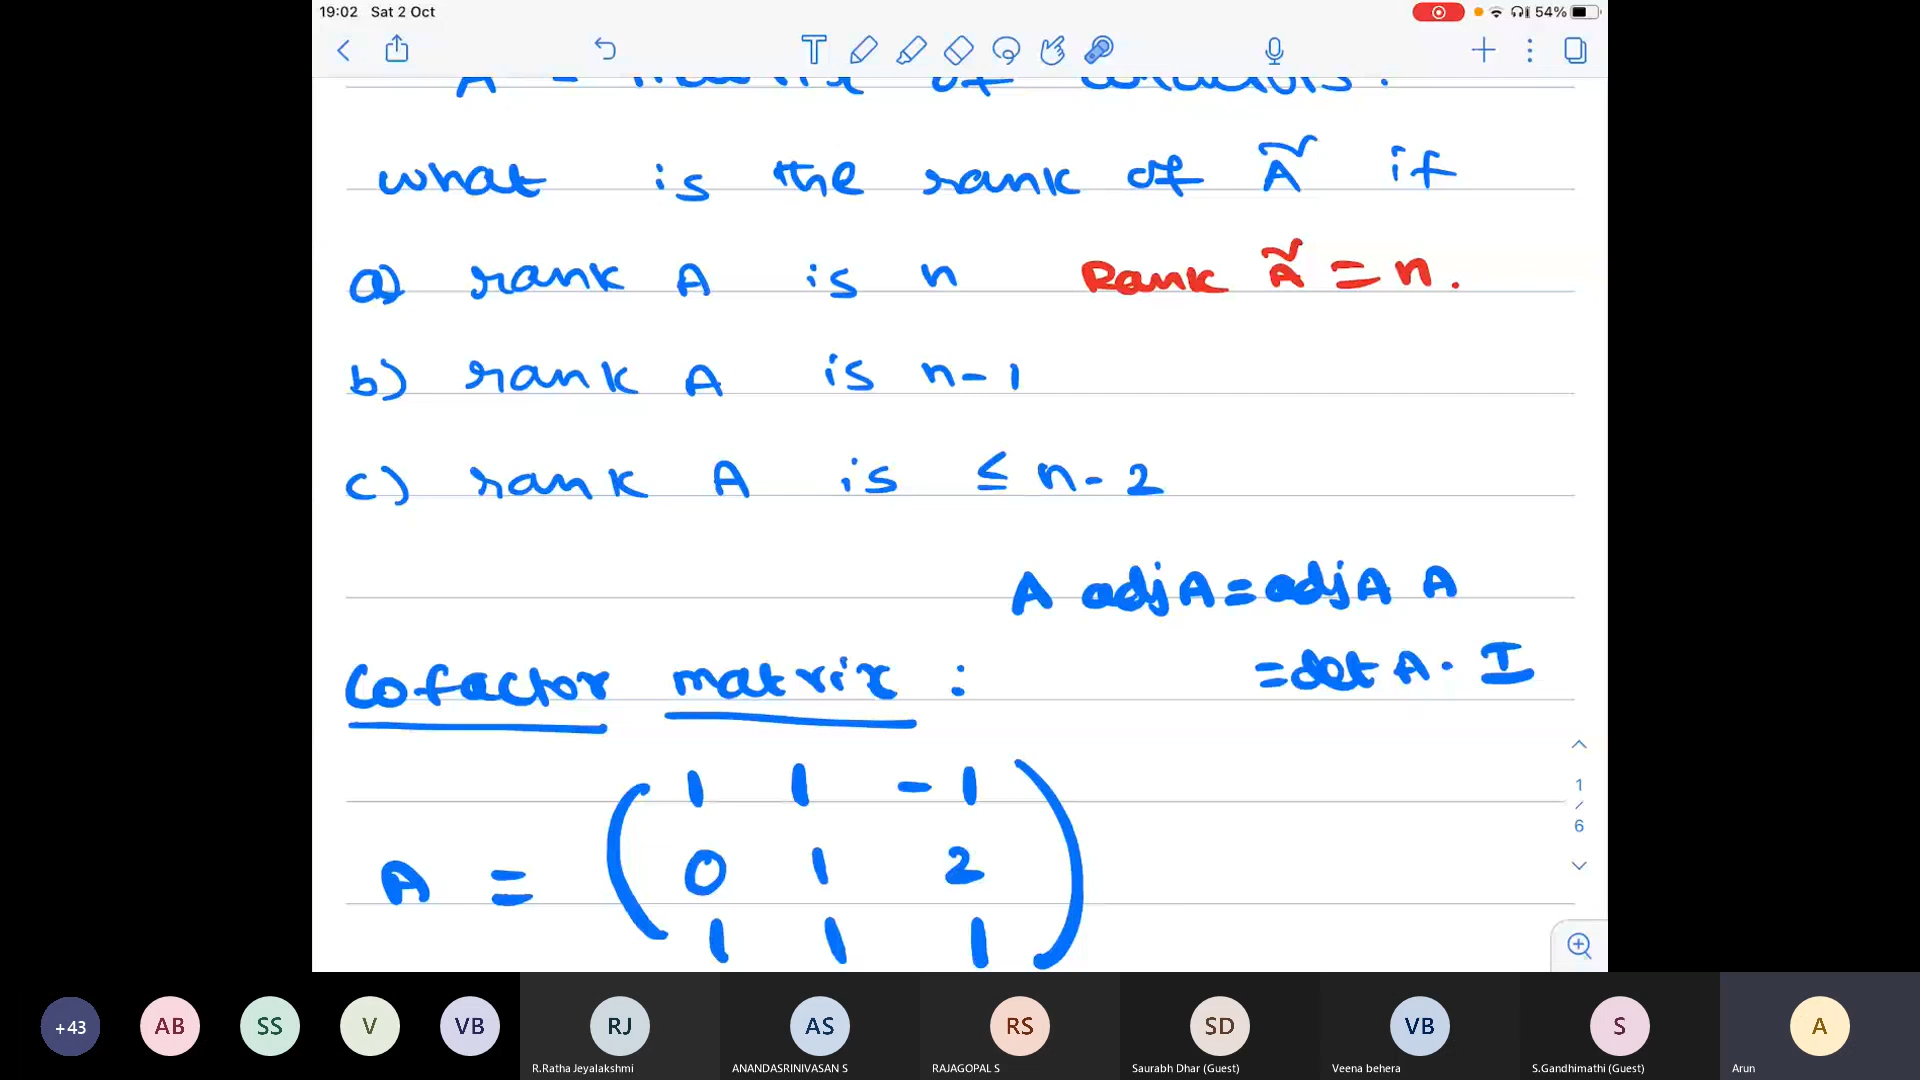 19:02 Sat 2 Oct 54%
T
what is the rank of Ã if
a) rank A is n Rank Ã = n.
b) rank A is n-1
c) rank A is ≤ n-2
A adjA = adjA A
= det A . I
Cofactor matrix :
1 1 -1
A = 0 1 2
1 1 1
1
/
6
+43 AB SS V VB RJ AS RS SD VB S A
R.Ratha Jeyalakshmi ANANDASRINIVASAN S RAJAGOPAL S Saurabh Dhar (Guest) Veena behera S.Gandhimathi (Guest) Arun